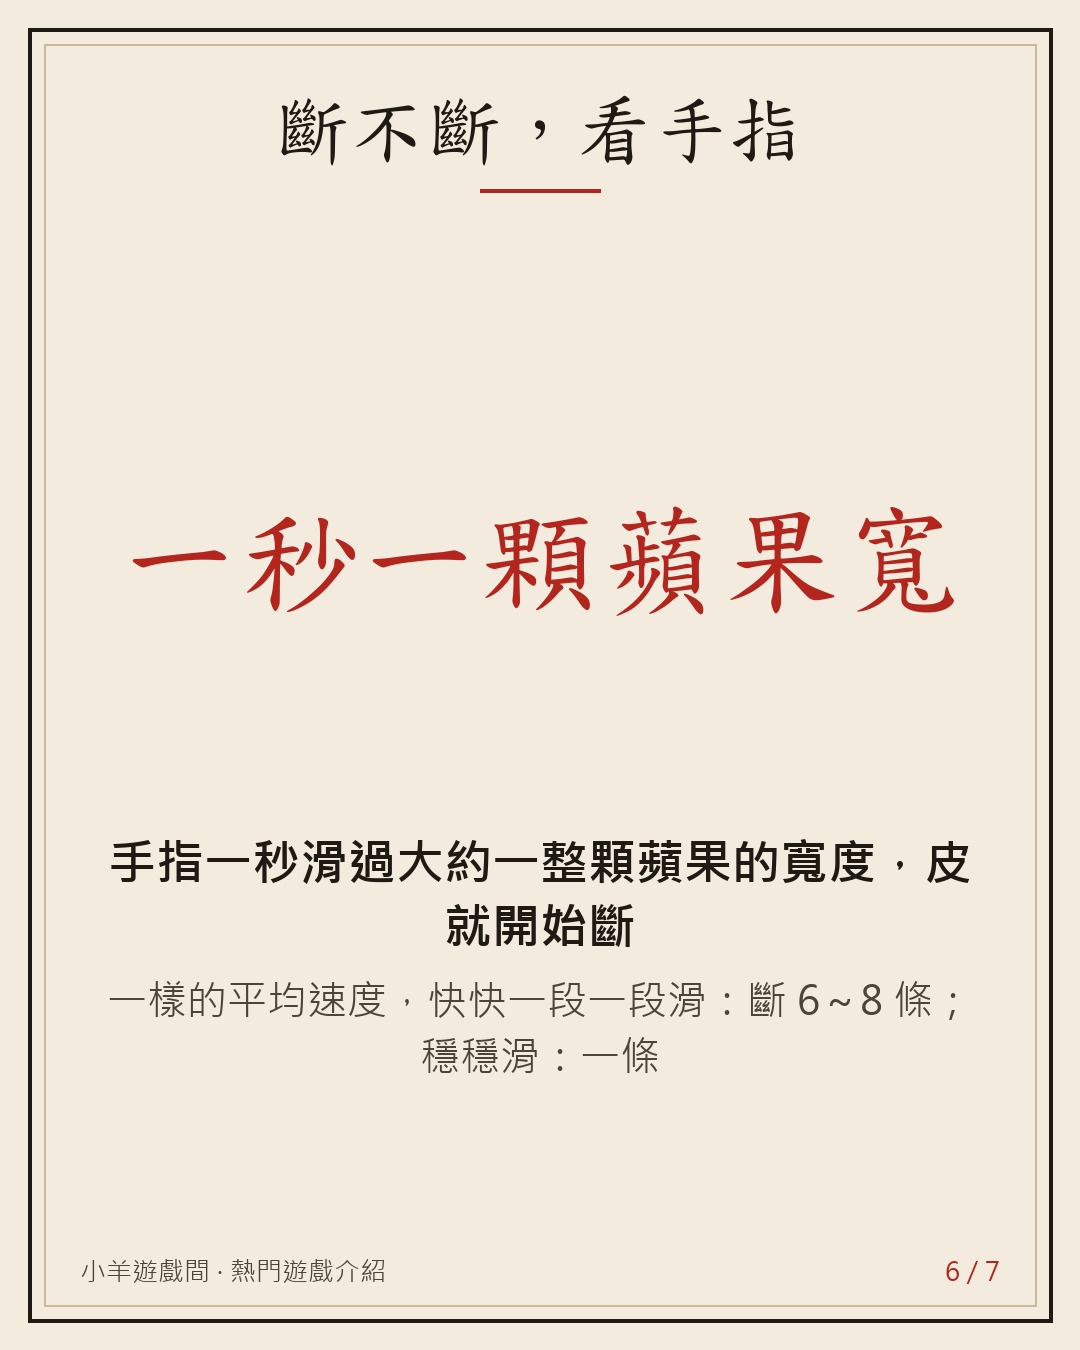 斷不斷，看手指
一秒一顆蘋果寬
手指一秒滑過大約一整顆蘋果的寬度，皮
就開始斷
一樣的平均速度，快快一段一段滑：斷 6~8 條；
穩穩滑：一條
小羊遊戲間 · 熱門遊戲介紹
6 / 7